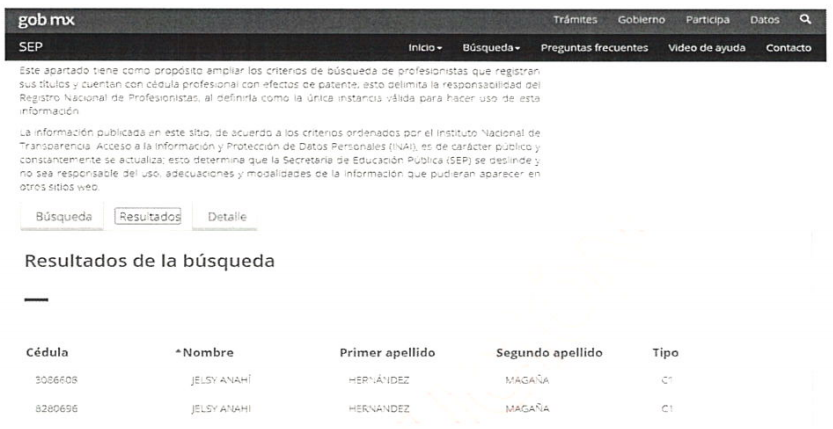 gob mx Trámites Gobierno Participa Datos
SEP Inicio Búsqueda Preguntas frecuentes Video de ayuda Contacto
Este apartado tiene como propósito ampliar los criterios de búsqueda de profesionistas que registran
sus títulos y cuentan con cédula profesional con efectos de patente, esto delimita la responsabilidad del
Registro Nacional de Profesionistas, al definirla como la única instancia válida para hacer uso de esta
información
La información publicada en este sitio, de acuerdo a los criterios ordenados por el Instituto Nacional de
Transparencia, Acceso a la Información y Protección de Datos Personales (INAI), es de carácter público y
constantemente se actualiza; esto determina que la Secretaría de Educación Pública (SEP) se deslinde y
no sea responsable del uso, adecuaciones y modalidades de la información que pudieran aparecer en
otros sitios web.
Búsqueda Resultados Detalle
Resultados de la búsqueda
Cédula Nombre Primer apellido Segundo apellido Tipo
JELSY ANAHÍ HERNÁNDEZ MAGAÑA C1
8280696 JELSY ANAHI HERNANDEZ MAGAÑA C1